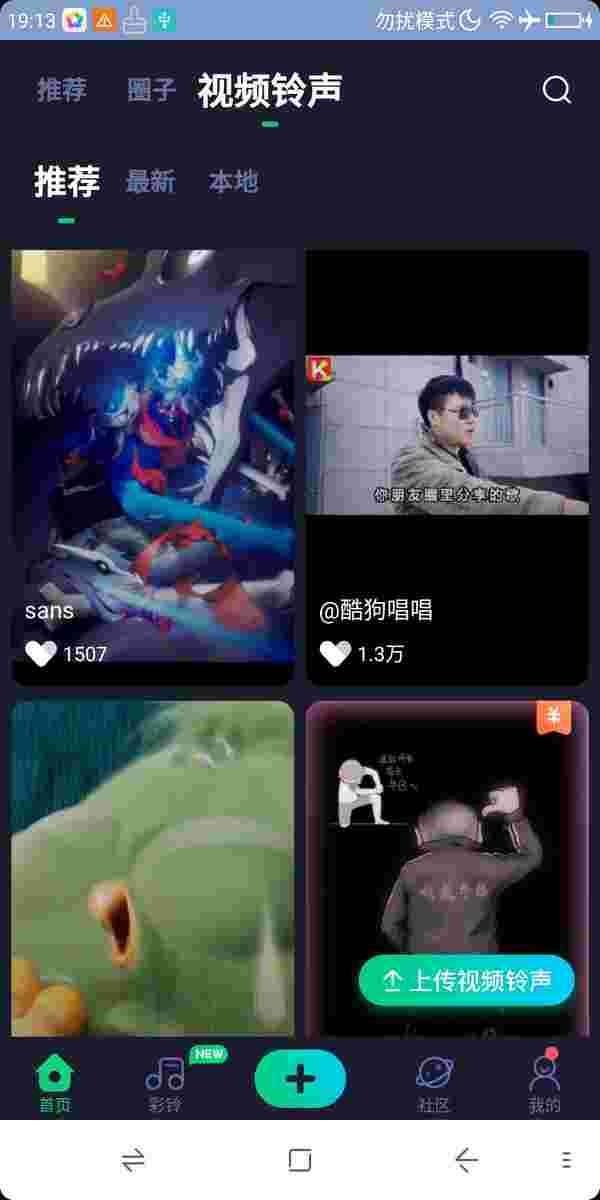 19:13
勿扰模式
推荐 圈子 视频铃声
推荐 最新 本地
K
你朋友圈里分享的歌
sans
1507
@酷狗唱唱
1.3万
¥
上传视频铃声
NEW
首页 彩铃 社区 我的